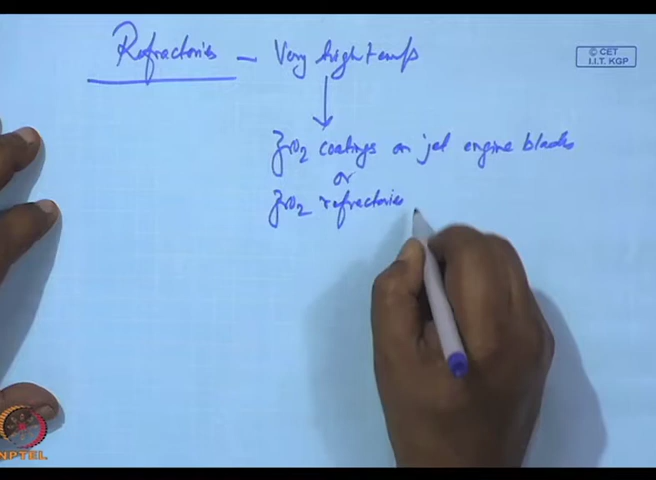 Refractories - Very high temp
© CET
I.I.T. KGP
ZrO2 coatings on jet engine blades
or
ZrO2 refractories
NPTEL